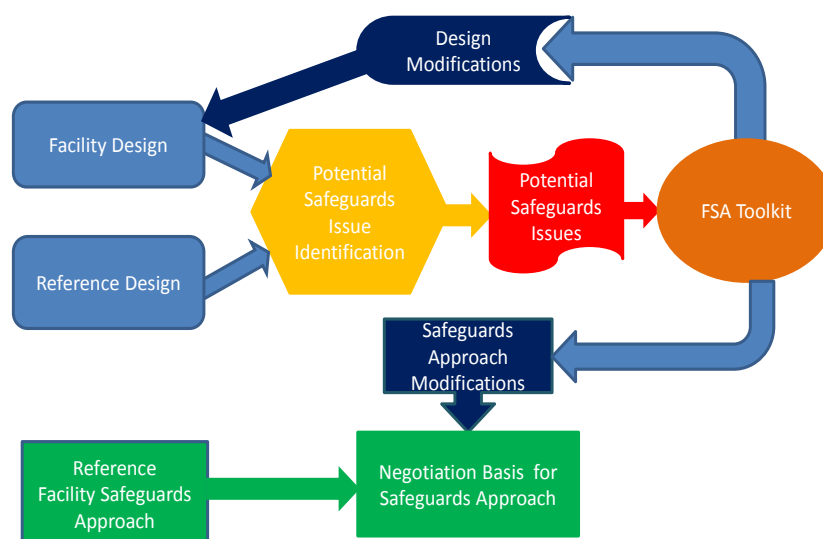 Design
Modifications
Facility Design
Potential
Safeguards
Issue
Identification
Potential
Safeguards
Issues
FSA Toolkit
Reference Design
Safeguards
Approach
Modifications
Reference
Facility Safeguards
Approach
Negotiation Basis for
Safeguards Approach